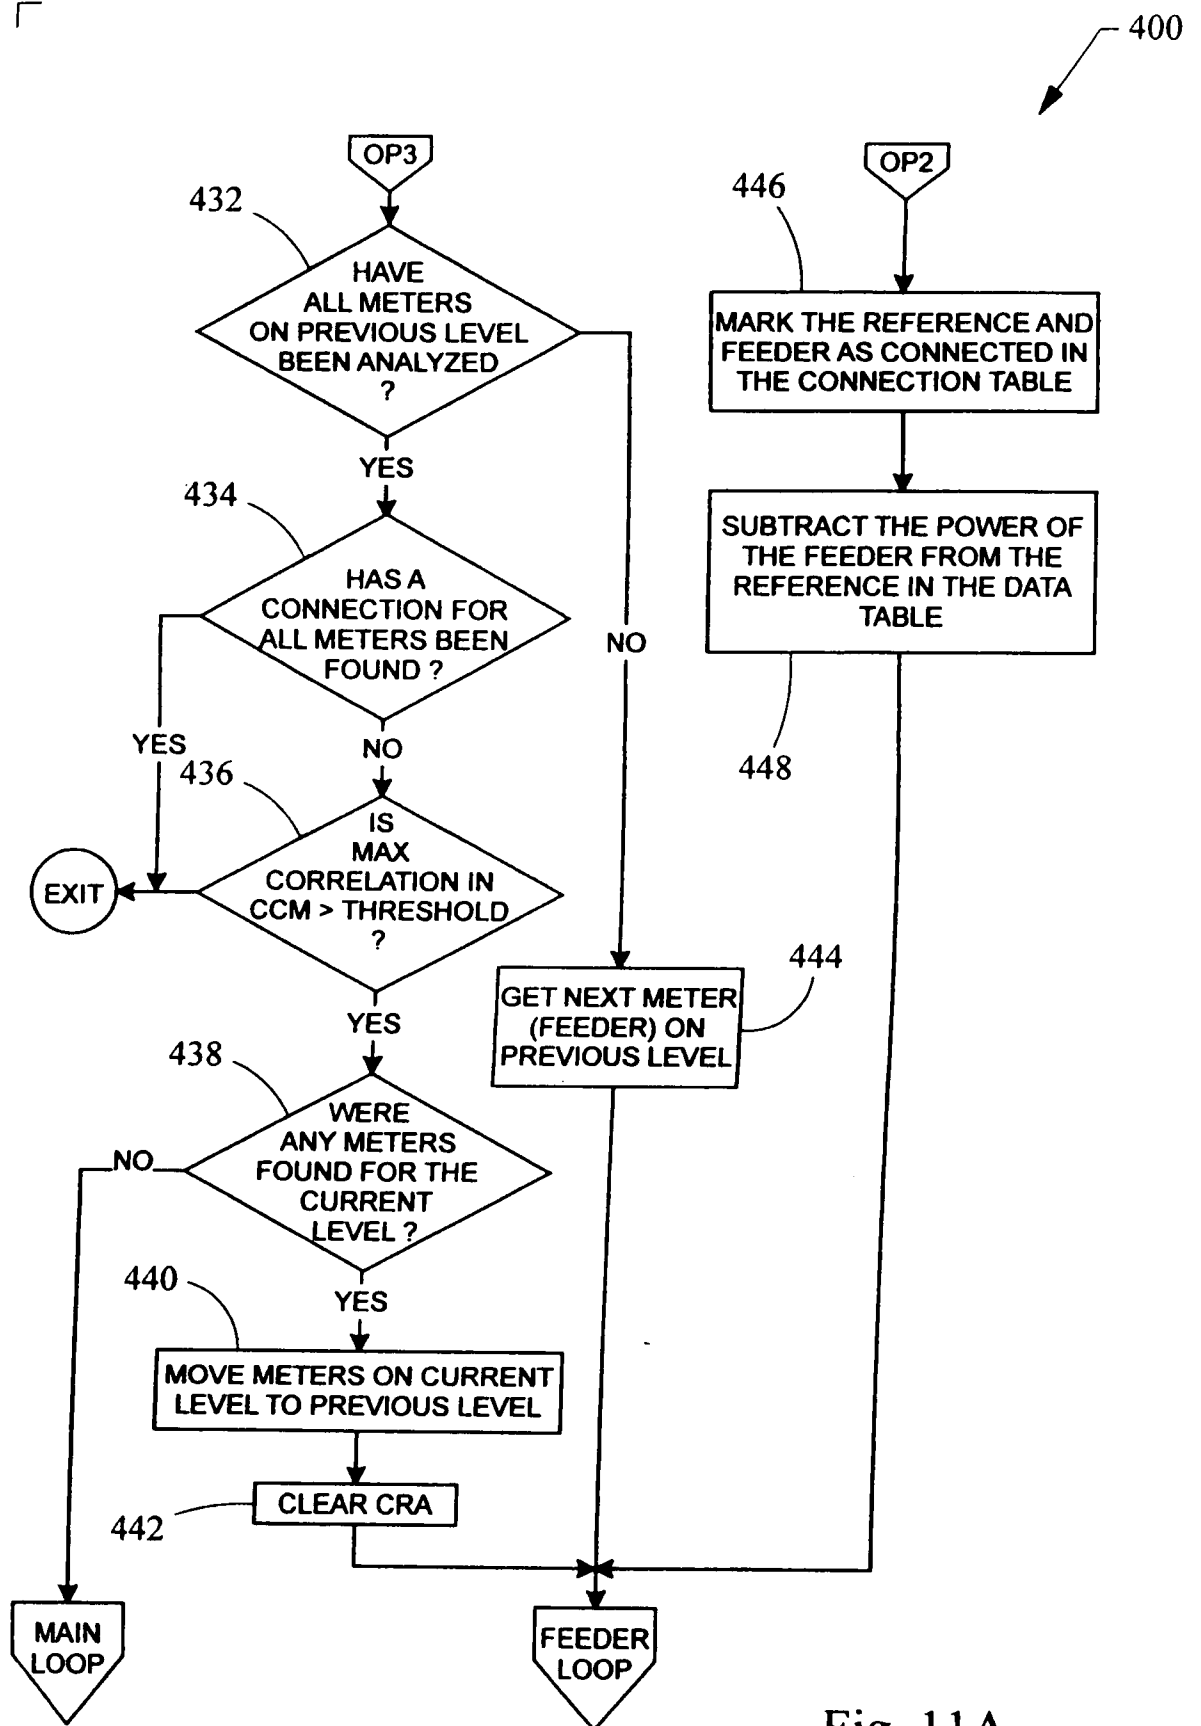 400
OP3
OP2
432
446
HAVE
ALL METERS
ON PREVIOUS LEVEL
BEEN ANALYZED
?
MARK THE REFERENCE AND
FEEDER AS CONNECTED IN
THE CONNECTION TABLE
YES
434
SUBTRACT THE POWER OF
THE FEEDER FROM THE
REFERENCE IN THE DATA
TABLE
HAS A
CONNECTION FOR
ALL METERS BEEN
FOUND ?
NO
YES
NO
436
448
IS
MAX
CORRELATION IN
CCM > THRESHOLD
?
EXIT
444
GET NEXT METER
(FEEDER) ON
PREVIOUS LEVEL
YES
438
WERE
ANY METERS
FOUND FOR THE
CURRENT
LEVEL ?
NO
440
YES
MOVE METERS ON CURRENT
LEVEL TO PREVIOUS LEVEL
CLEAR CRA
442
MAIN
LOOP
FEEDER
LOOP
Fig. 11A